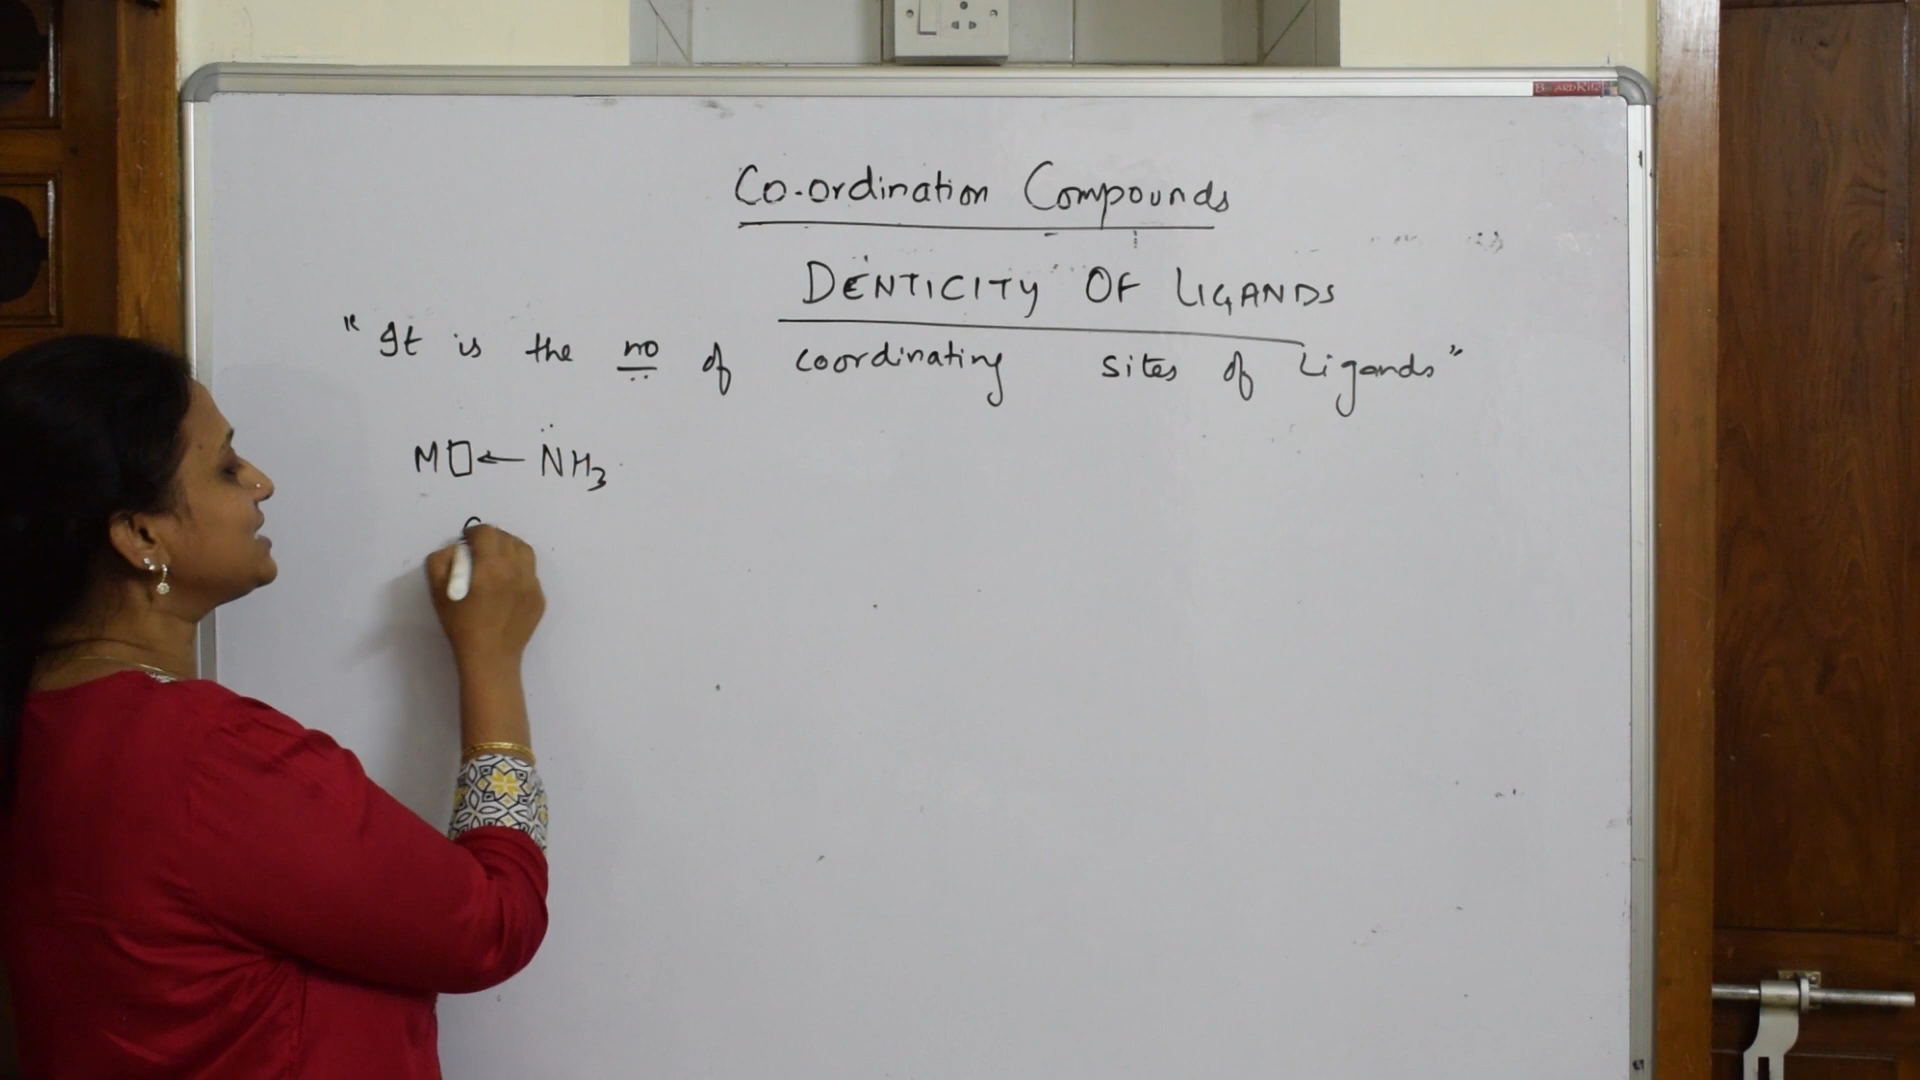 Co-ordination Compounds
DENTICITY OF LIGANDS
"It is the no of coordinating sites of Ligands"
M▯← N̈H₃